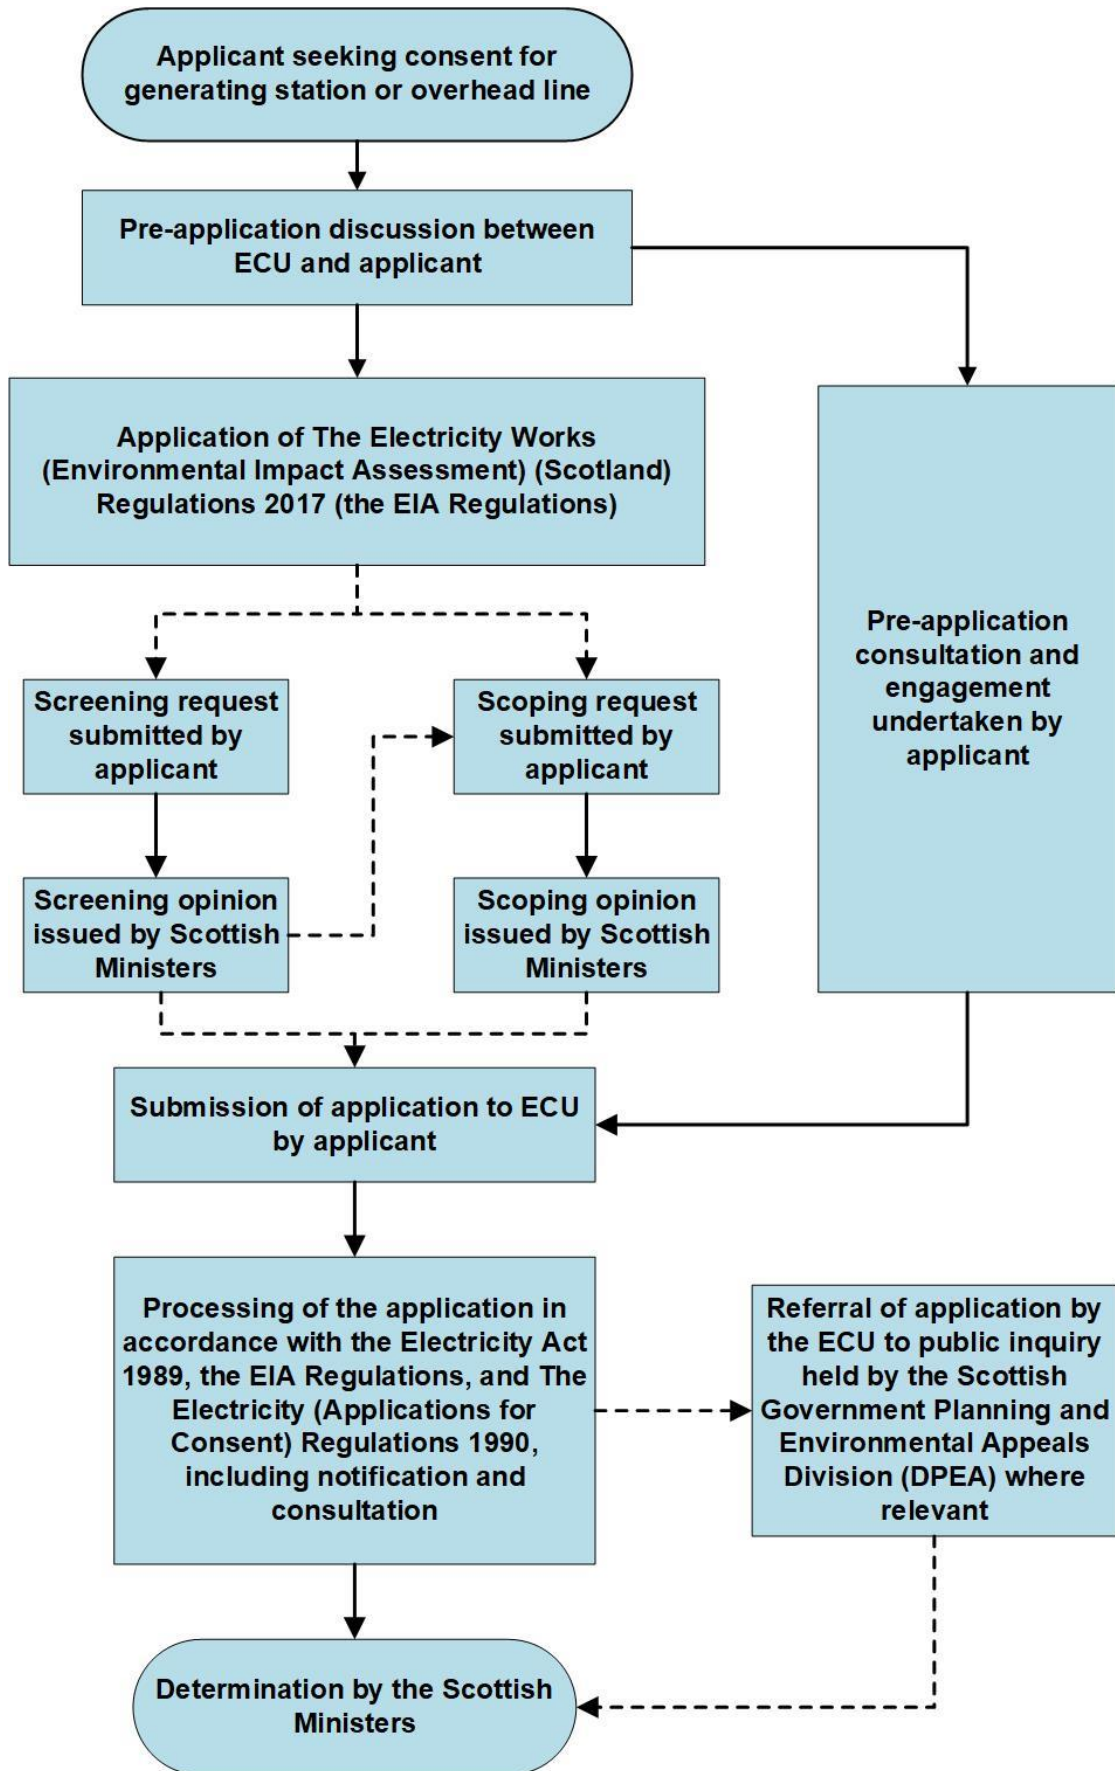 Applicant seeking consent for
generating station or overhead line
Pre-application discussion between
ECU and applicant
Application of The Electricity Works
(Environmental Impact Assessment) (Scotland)
Regulations 2017 (the EIA Regulations)
Pre-application
consultation and
engagement
undertaken by
applicant
Screening request
submitted by
applicant
Scoping request
submitted by
applicant
Screening opinion
issued by Scottish
Ministers
Scoping opinion
issued by Scottish
Ministers
Submission of application to ECU
by applicant
Processing of the application in
accordance with the Electricity Act
1989, the EIA Regulations, and The
Electricity (Applications for
Consent) Regulations 1990,
including notification and
consultation
Referral of application by
the ECU to public inquiry
held by the Scottish
Government Planning and
Environmental Appeals
Division (DPEA) where
relevant
Determination by the Scottish
Ministers